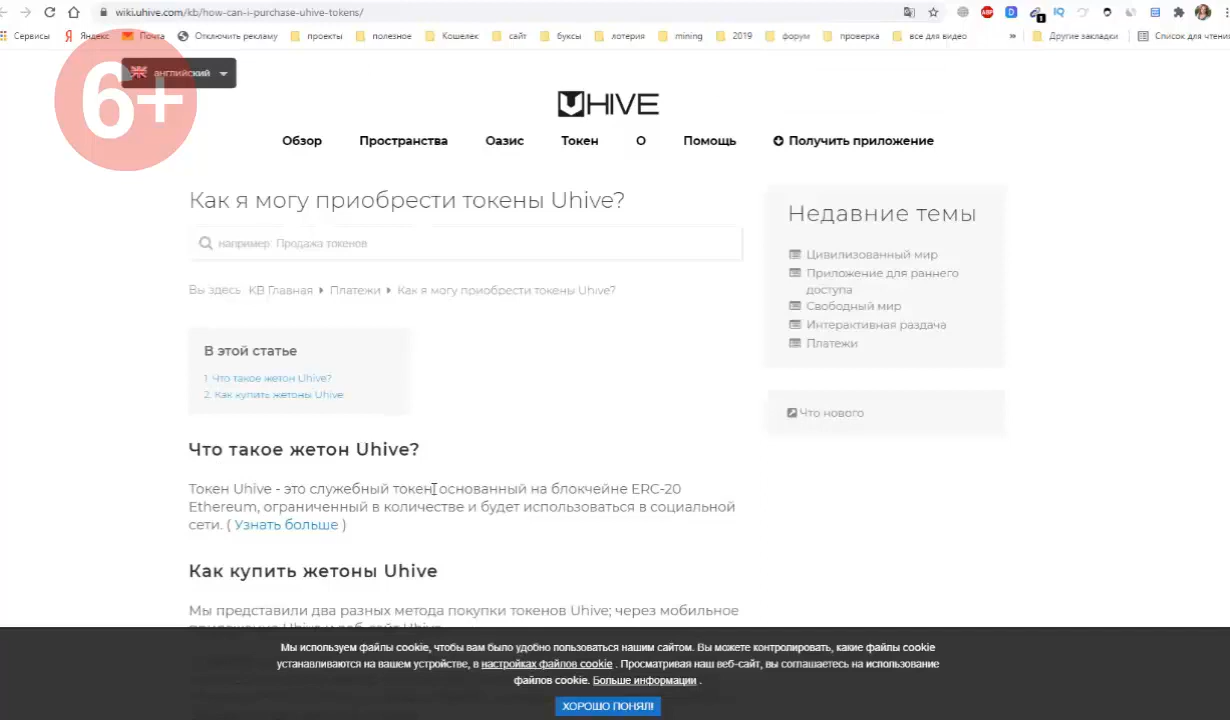 wiki.uhive.com/kb/how-can-i-purchase-uhive-tokens/
Сервисы Яндекс Почта Отключить рекламу проекты полезное Кошелек сайт буксы лотерия mining 2019 форум проверка все для видео » Другие закладки Список для чтения
английский
6+
UHIVE
Обзор Пространства Оазис Токен О Помощь Получить приложение
Как я могу приобрести токены Uhive?
например: Продажа токенов
Вы здесь KB Главная Платежи Как я могу приобрести токены Uhive?
В этой статье
1 Что такое жетон Uhive?
2. Как купить жетоны Uhive
Что такое жетон Uhive?
Токен Uhive - это служебный токен, основанный на блокчейне ERC-20
Ethereum, ограниченный в количестве и будет использоваться в социальной
сети. ( Узнать больше )
Как купить жетоны Uhive
Мы представили два разных метода покупки токенов Uhive; через мобильное
Недавние темы
Цивилизованный мир
Приложение для раннего
доступа
Свободный мир
Интерактивная раздача
Платежи
Что нового
Мы используем файлы cookie, чтобы вам было удобно пользоваться нашим сайтом. Вы можете контролировать, какие файлы cookie
устанавливаются на вашем устройстве, в настройках файлов cookie . Просматривая наш веб-сайт, вы соглашаетесь на использование
файлов cookie. Больше информации .
ХОРОШО ПОНЯЛ!